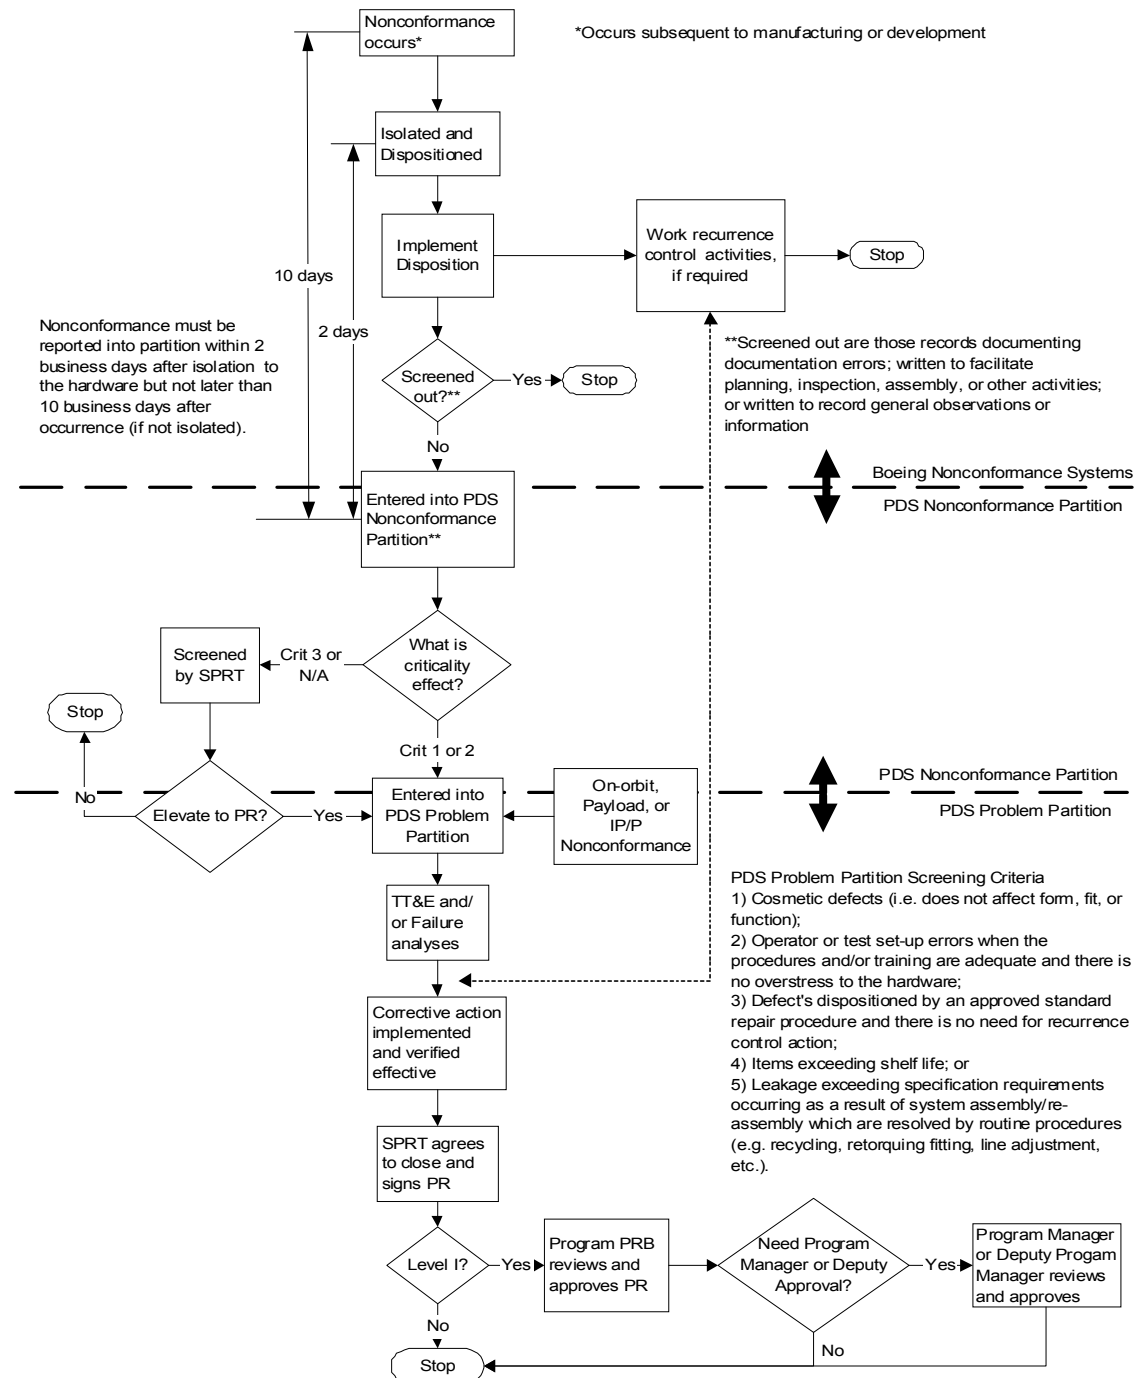 Nonconformance
occurs*
*Occurs subsequent to manufacturing or development
Isolated and
Dispositioned
Implement
Disposition
Work recurrence
control activities,
if required
Stop
10 days
2 days
Nonconformance must be
reported into partition within 2
business days after isolation to
the hardware but not later than
10 business days after
occurrence (if not isolated).
Screened
out?**
Yes
Stop
**Screened out are those records documenting
documentation errors; written to facilitate
planning, inspection, assembly, or other activities;
or written to record general observations or
information
No
Boeing Nonconformance Systems
Entered into PDS
Nonconformance
Partition**
PDS Nonconformance Partition
What is
criticality
effect?
Crit 3 or
N/A
Screened
by SPRT
Stop
Crit 1 or 2
No
Elevate to PR?
Yes
Entered into
PDS Problem
Partition
On-orbit,
Payload, or
IP/P
Nonconformance
PDS Nonconformance Partition
PDS Problem Partition
TT&E and/
or Failure
analyses
PDS Problem Partition Screening Criteria
1) Cosmetic defects (i.e. does not affect form, fit, or
function);
2) Operator or test set-up errors when the
procedures and/or training are adequate and there is
no overstress to the hardware;
3) Defect's dispositioned by an approved standard
repair procedure and there is no need for recurrence
control action;
4) Items exceeding shelf life; or
5) Leakage exceeding specification requirements
occurring as a result of system assembly/re-
assembly which are resolved by routine procedures
(e.g. recycling, retorquing fitting, line adjustment,
etc.).
Corrective action
implemented
and verified
effective
SPRT agrees
to close and
signs PR
Level I?
Yes
Program PRB
reviews and
approves PR
Need Program
Manager or Deputy
Approval?
Yes
Program Manager
or Deputy Progam
Manager reviews
and approves
No
No
Stop